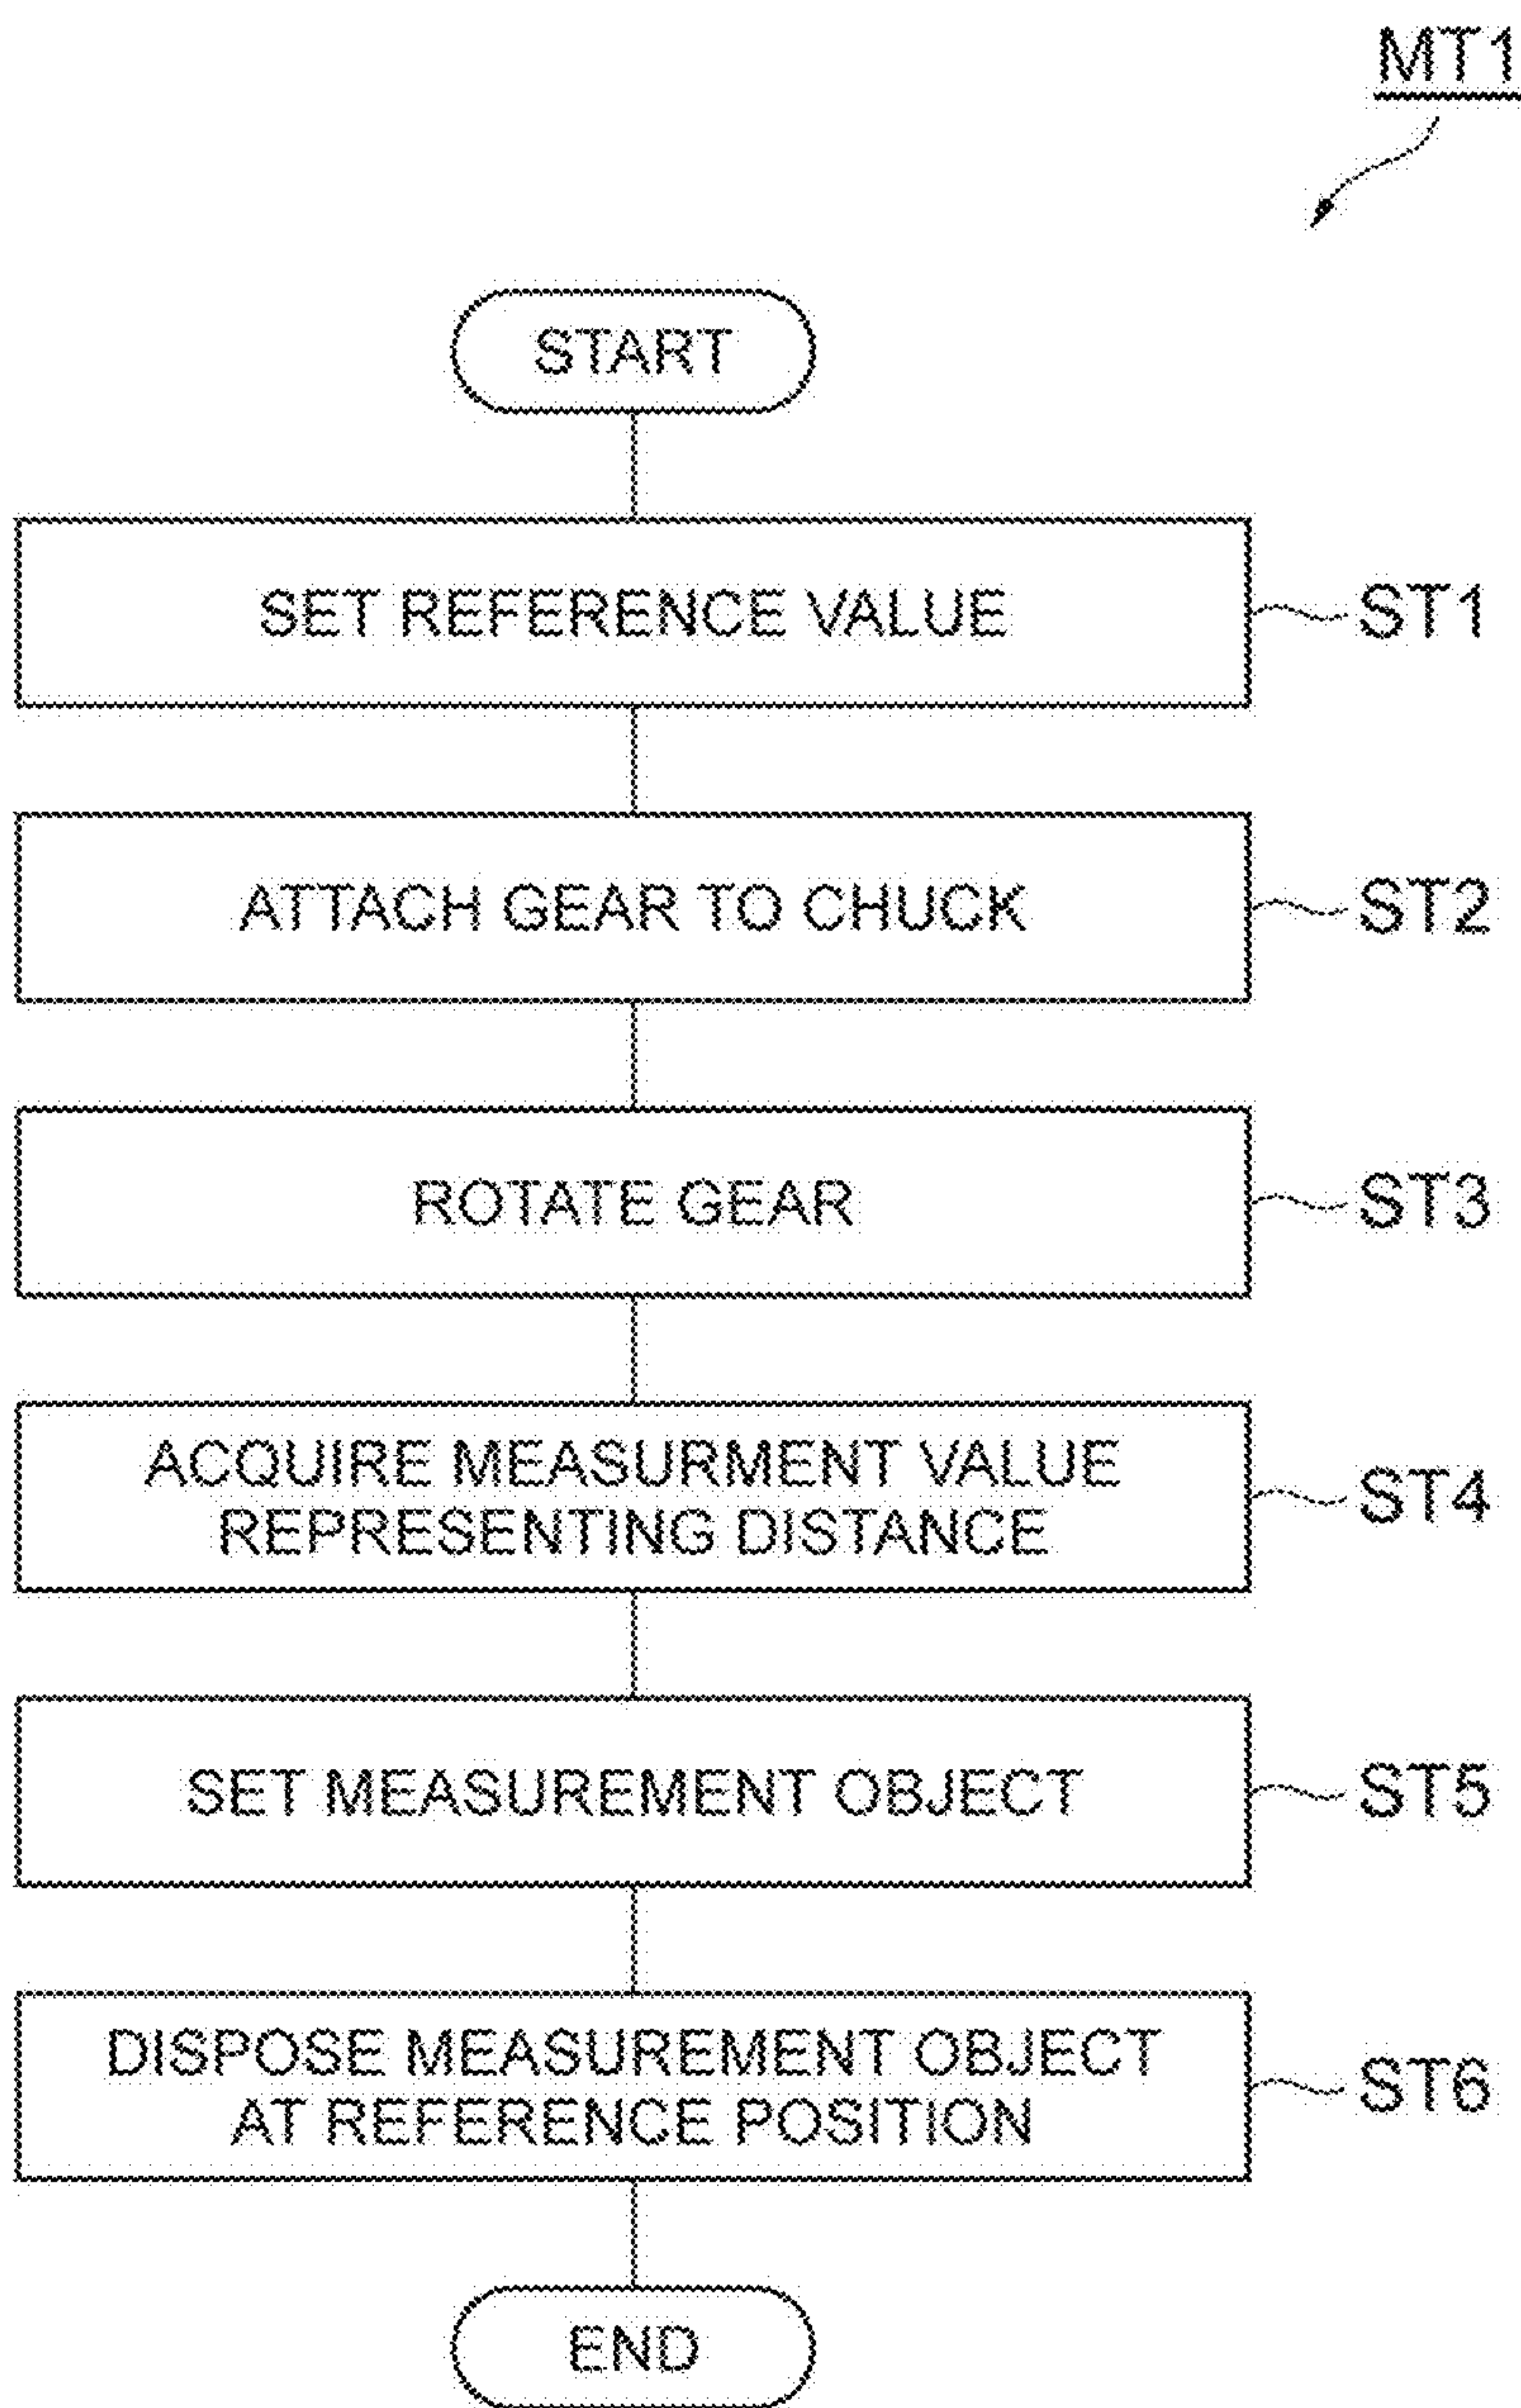 MT1
START
SET REFERENCE VALUE
ST1
ATTACH GEAR TO CHUCK
ST2
ROTATE GEAR
ST3
ACQUIRE MEASURMENT VALUE
REPRESENTING DISTANCE
ST4
SET MEASUREMENT OBJECT
ST5
DISPOSE MEASUREMENT OBJECT
AT REFERENCE POSITION
ST6
END